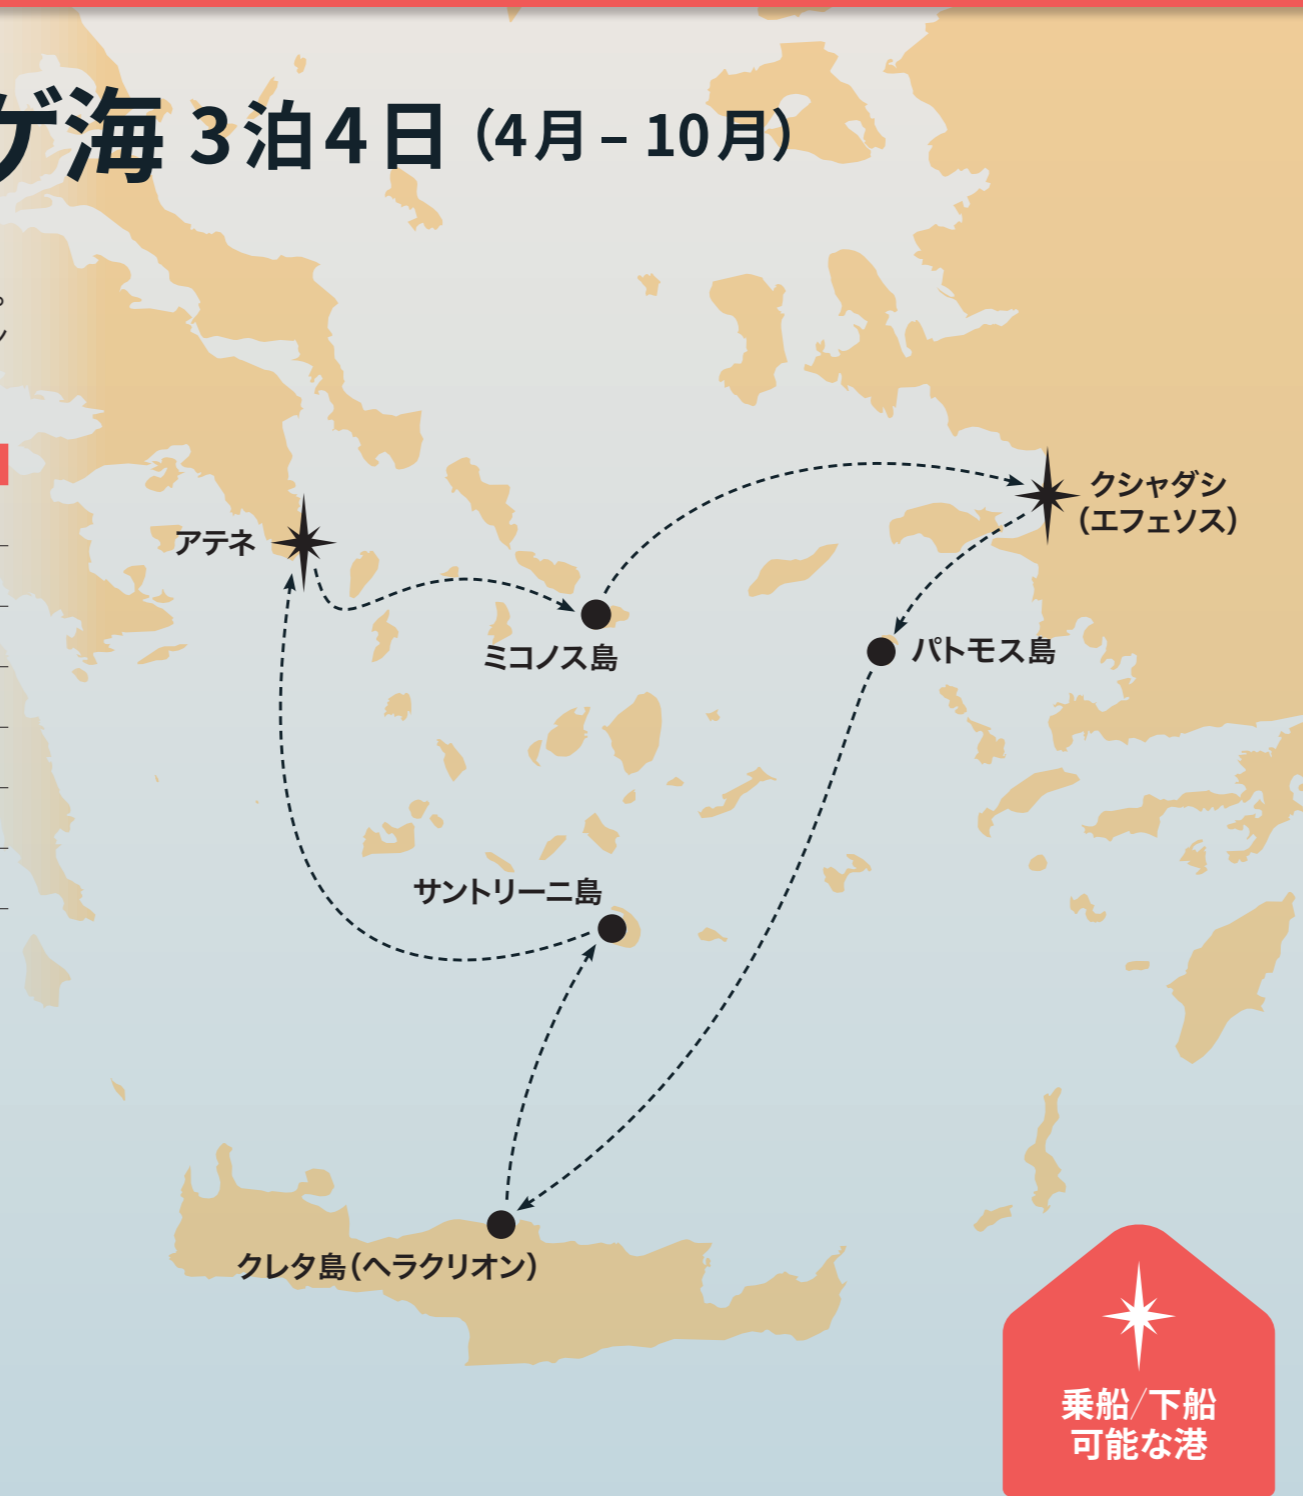 ゲ海 3泊4日（4月 – 10月）
クシャダシ
（エフェソス）
アテネ
ミコノス島
パトモス島
サントリーニ島
クレタ島（ヘラクリオン）
乗船/下船
可能な港